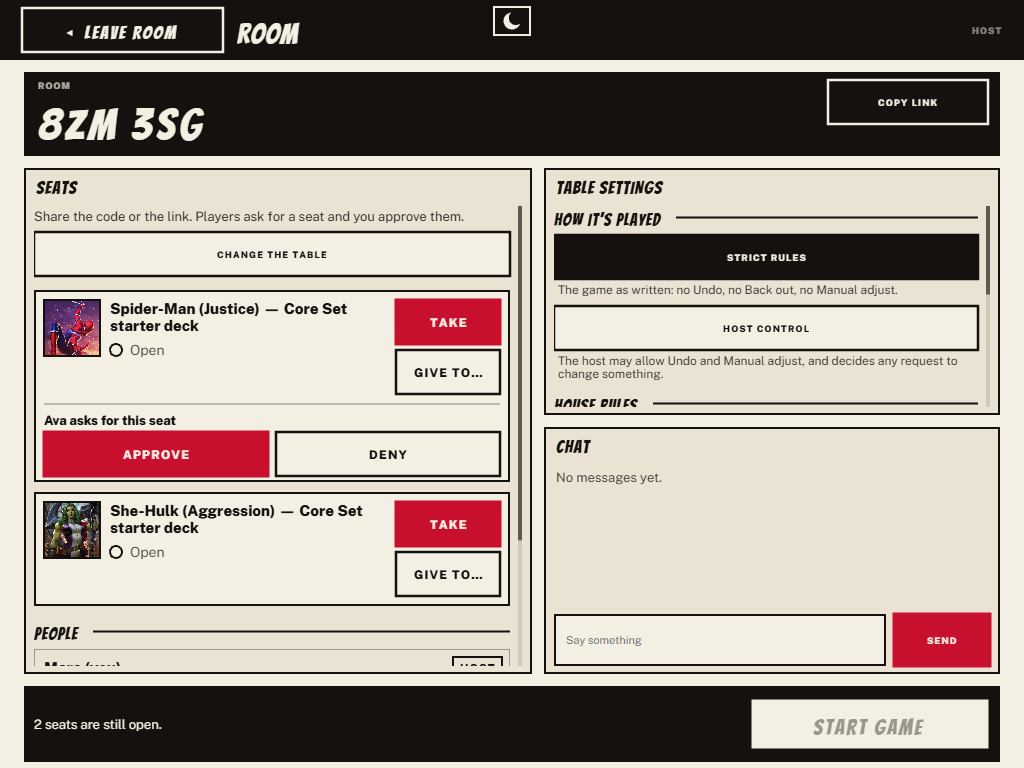 LEAVE ROOM
ROOM
HOST
ROOM
8ZM 3SG
COPY LINK
SEATS
Share the code or the link. Players ask for a seat and you approve them.
CHANGE THE TABLE
Spider-Man (Justice) — Core Set
starter deck
Open
TAKE
GIVE TO...
Ava asks for this seat
APPROVE
DENY
She-Hulk (Aggression) — Core Set
starter deck
Open
TAKE
GIVE TO...
PEOPLE
TABLE SETTINGS
HOW IT'S PLAYED
STRICT RULES
The game as written: no Undo, no Back out, no Manual adjust.
HOST CONTROL
The host may allow Undo and Manual adjust, and decides any request to
change something.
HOUSE RULES
CHAT
No messages yet.
Say something
SEND
2 seats are still open.
START GAME